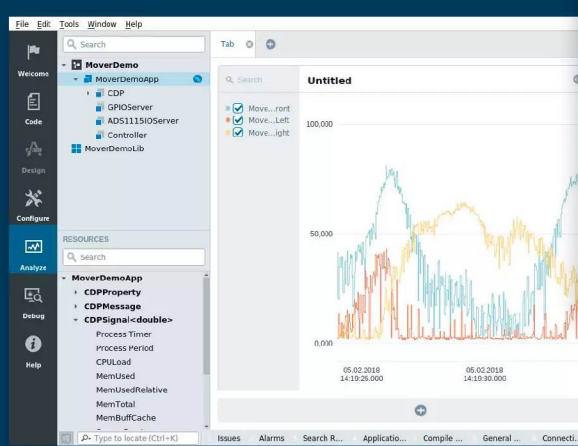 File Edit Tools Window Help
Welcome
Code
Design
Configure
Analyze
Debug
Help
Search
MoverDemo
MoverDemoApp
CDP
GPIOServer
ADS1115IOServer
Controller
MoverDemoLib
RESOURCES
Search
MoverDemoApp
CDPProperty
CDPMessage
CDPSignal<double>
Process Timer
Process Period
CPULoad
MemUsed
MemUsedRelative
MemTotal
MemBuffCache
Type to locate (Ctrl+K)
Tab
Search
Move...ront
Move...Left
Move...ight
Untitled
100,000
50,000
0,000
05.02.2018
14:19:25.000
05.02.2018
14:19:30.000
Issues Alarms Search R... Applicatio... Compile ... General ... Connecti...